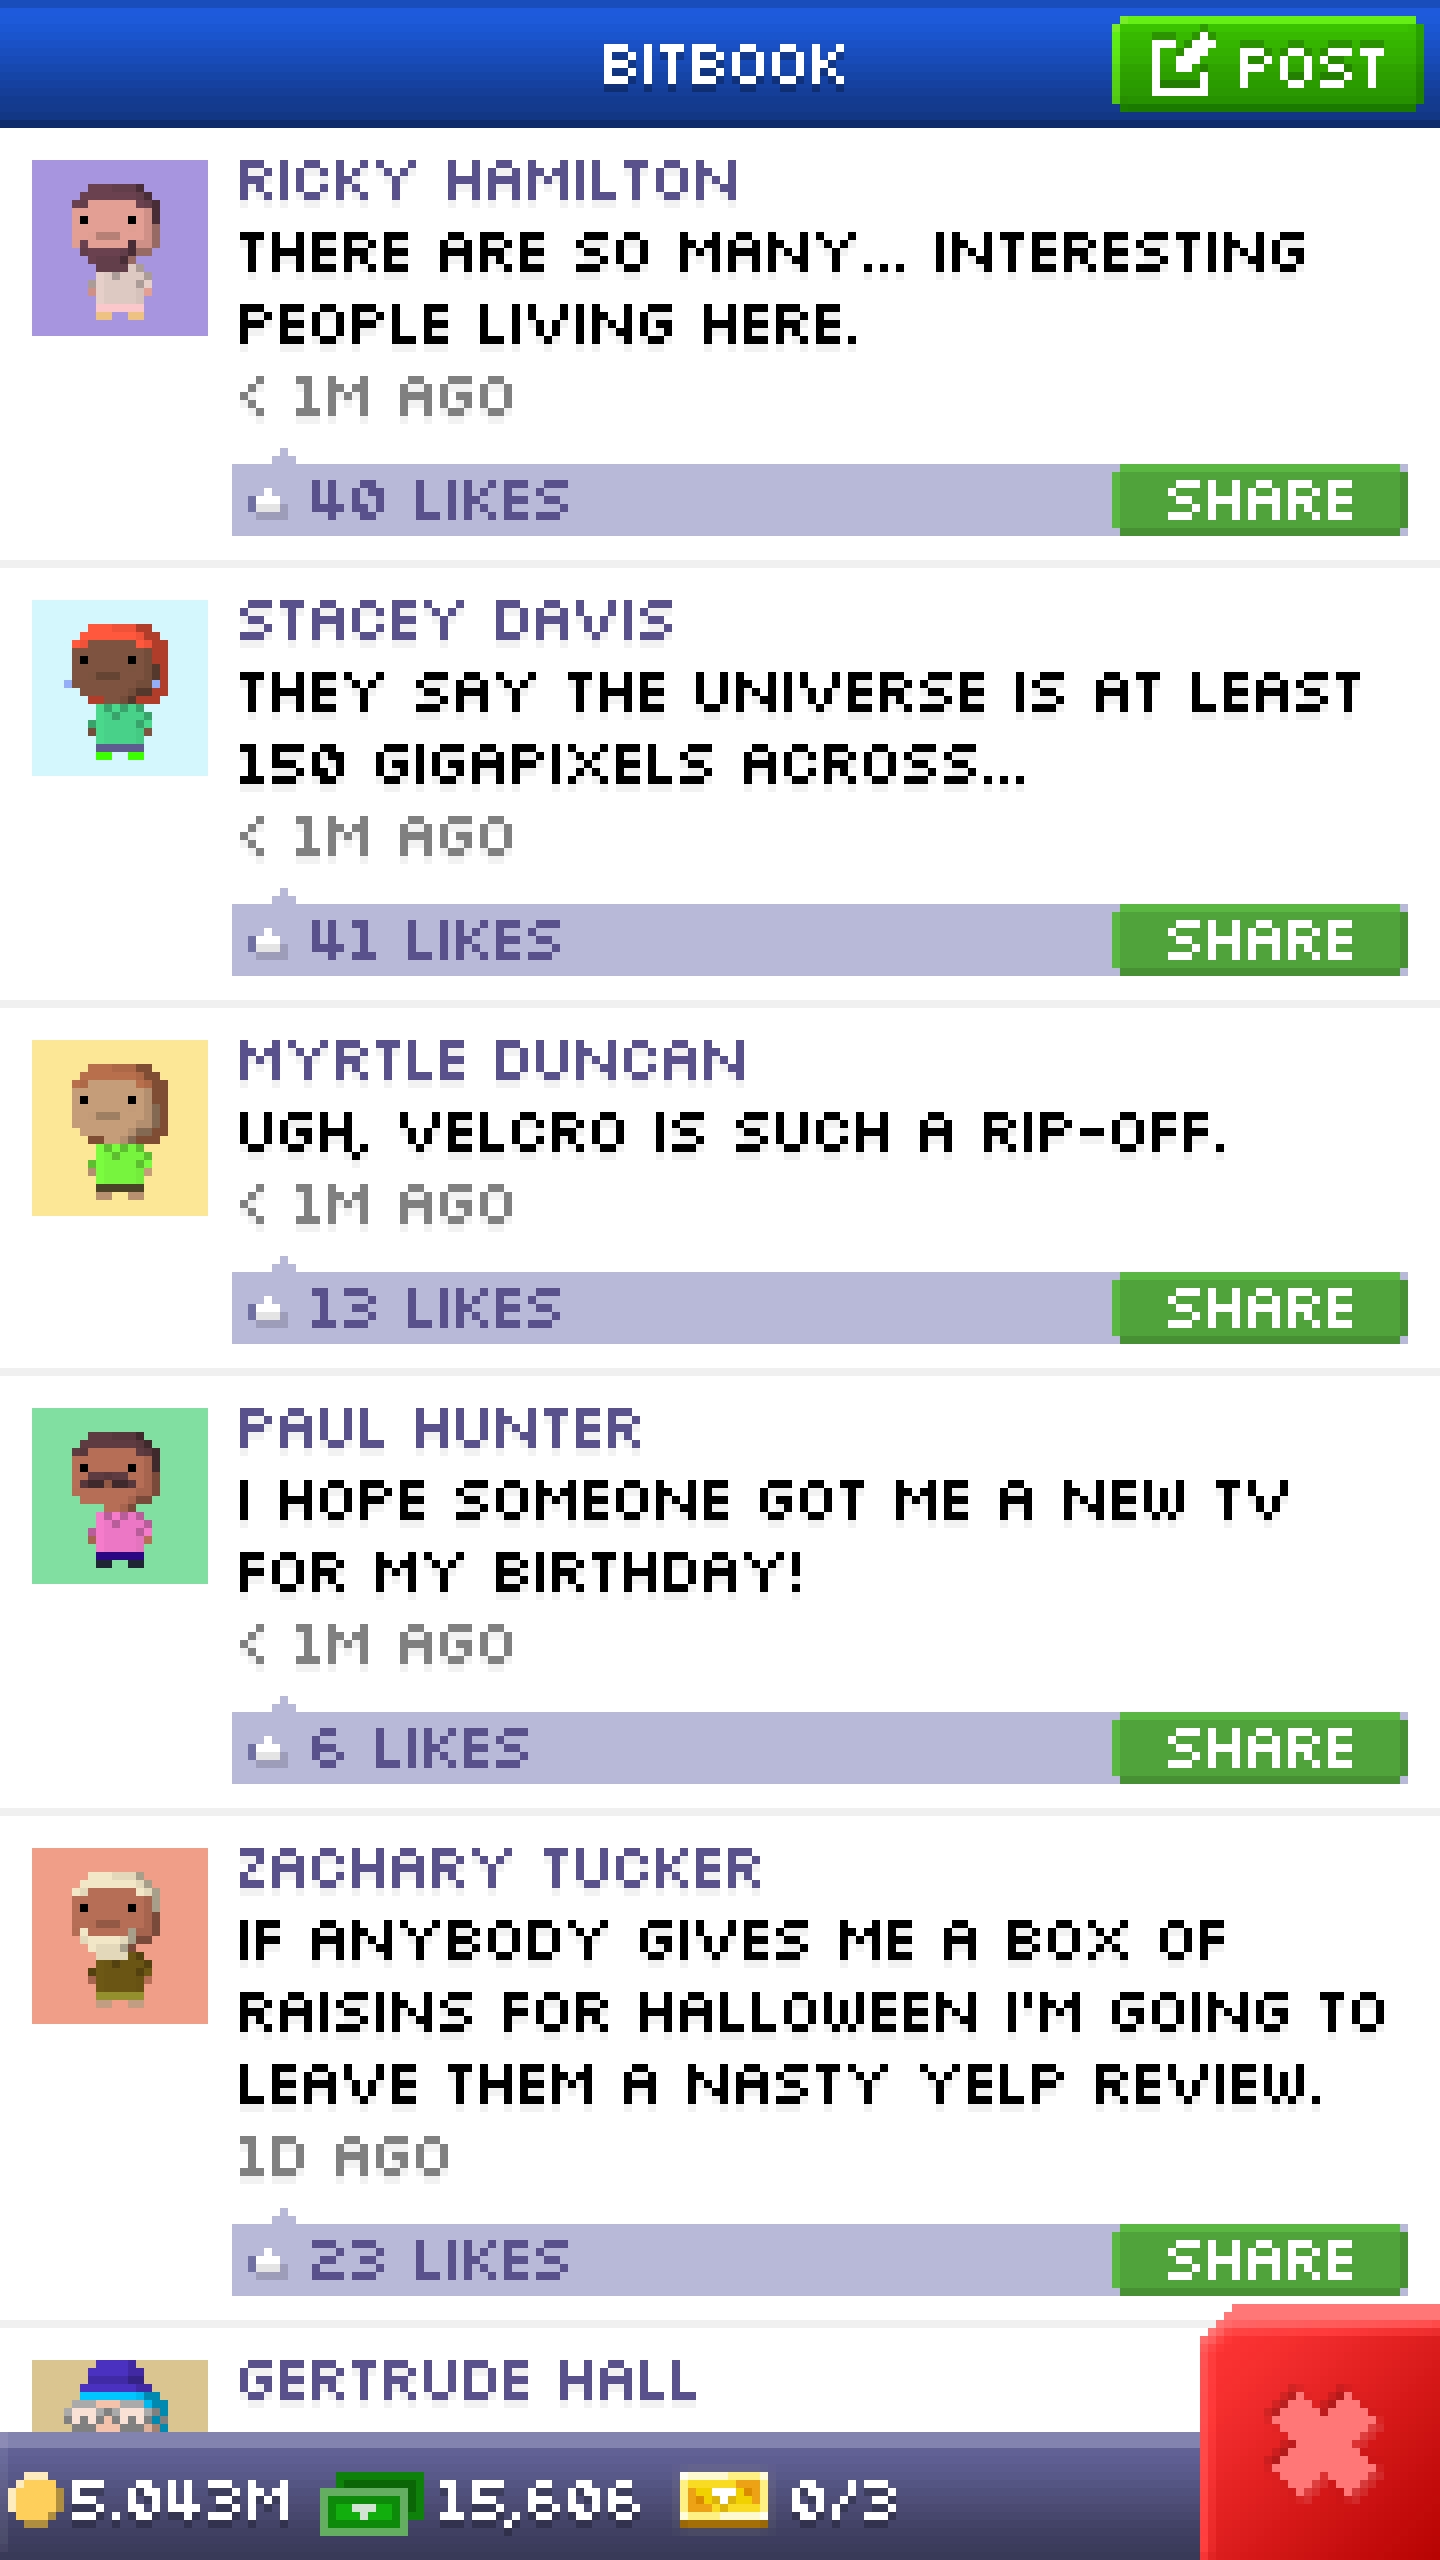 BITBOOK
POST
RICKY HAMILTON
THERE ARE SO MANY... INTERESTING
PEOPLE LIVING HERE.
< 1M AGO
40 LIKES
SHARE
STACEY DAVIS
THEY SAY THE UNIVERSE IS AT LEAST
150 GIGAPIXELS ACROSS...
< 1M AGO
41 LIKES
SHARE
MYRTLE DUNCAN
UGH, VELCRO IS SUCH A RIP-OFF.
< 1M AGO
13 LIKES
SHARE
PAUL HUNTER
I HOPE SOMEONE GOT ME A NEW TV
FOR MY BIRTHDAY!
< 1M AGO
6 LIKES
SHARE
ZACHARY TUCKER
IF ANYBODY GIVES ME A BOX OF
RAISINS FOR HALLOWEEN I'M GOING TO
LEAVE THEM A NASTY YELP REVIEW.
1D AGO
23 LIKES
SHARE
GERTRUDE HALL
5.043M 15,606 0/3